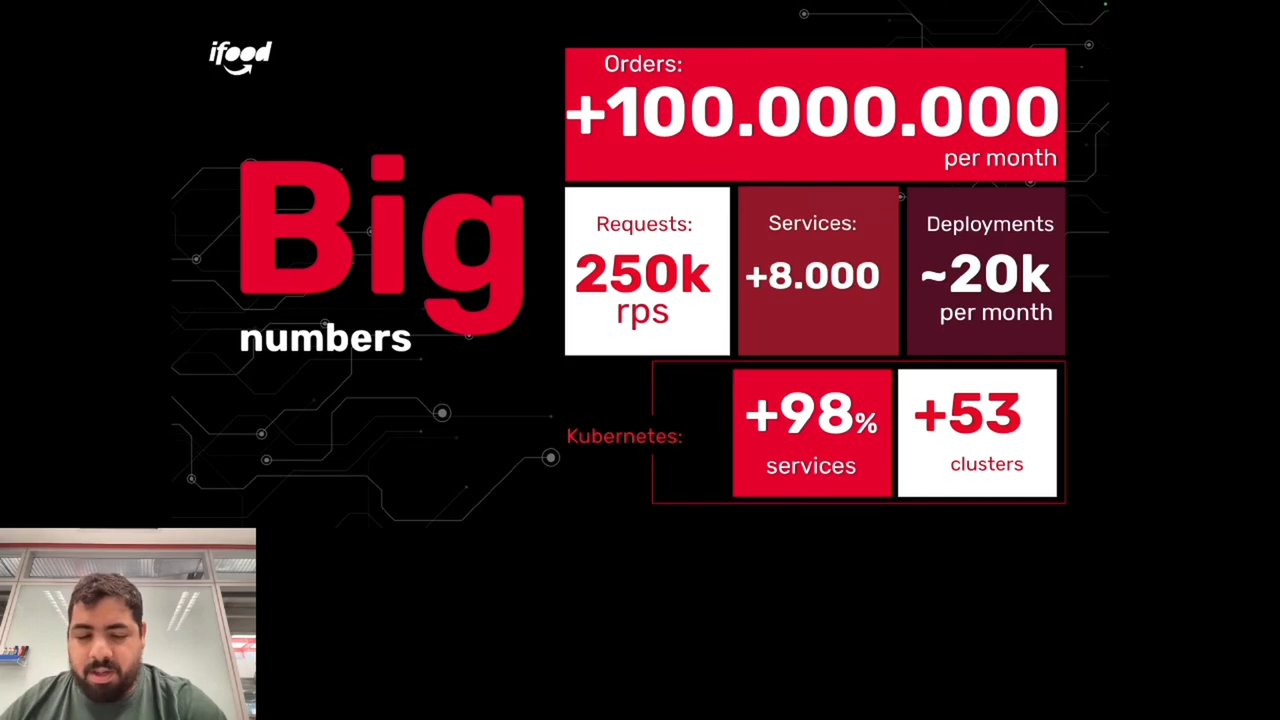 ifood
Big
numbers
Orders:
+100.000.000
per month
Requests:
250k
rps
Services:
+8.000
Deployments
~20k
per month
Kubernetes:
+98%
services
+53
clusters